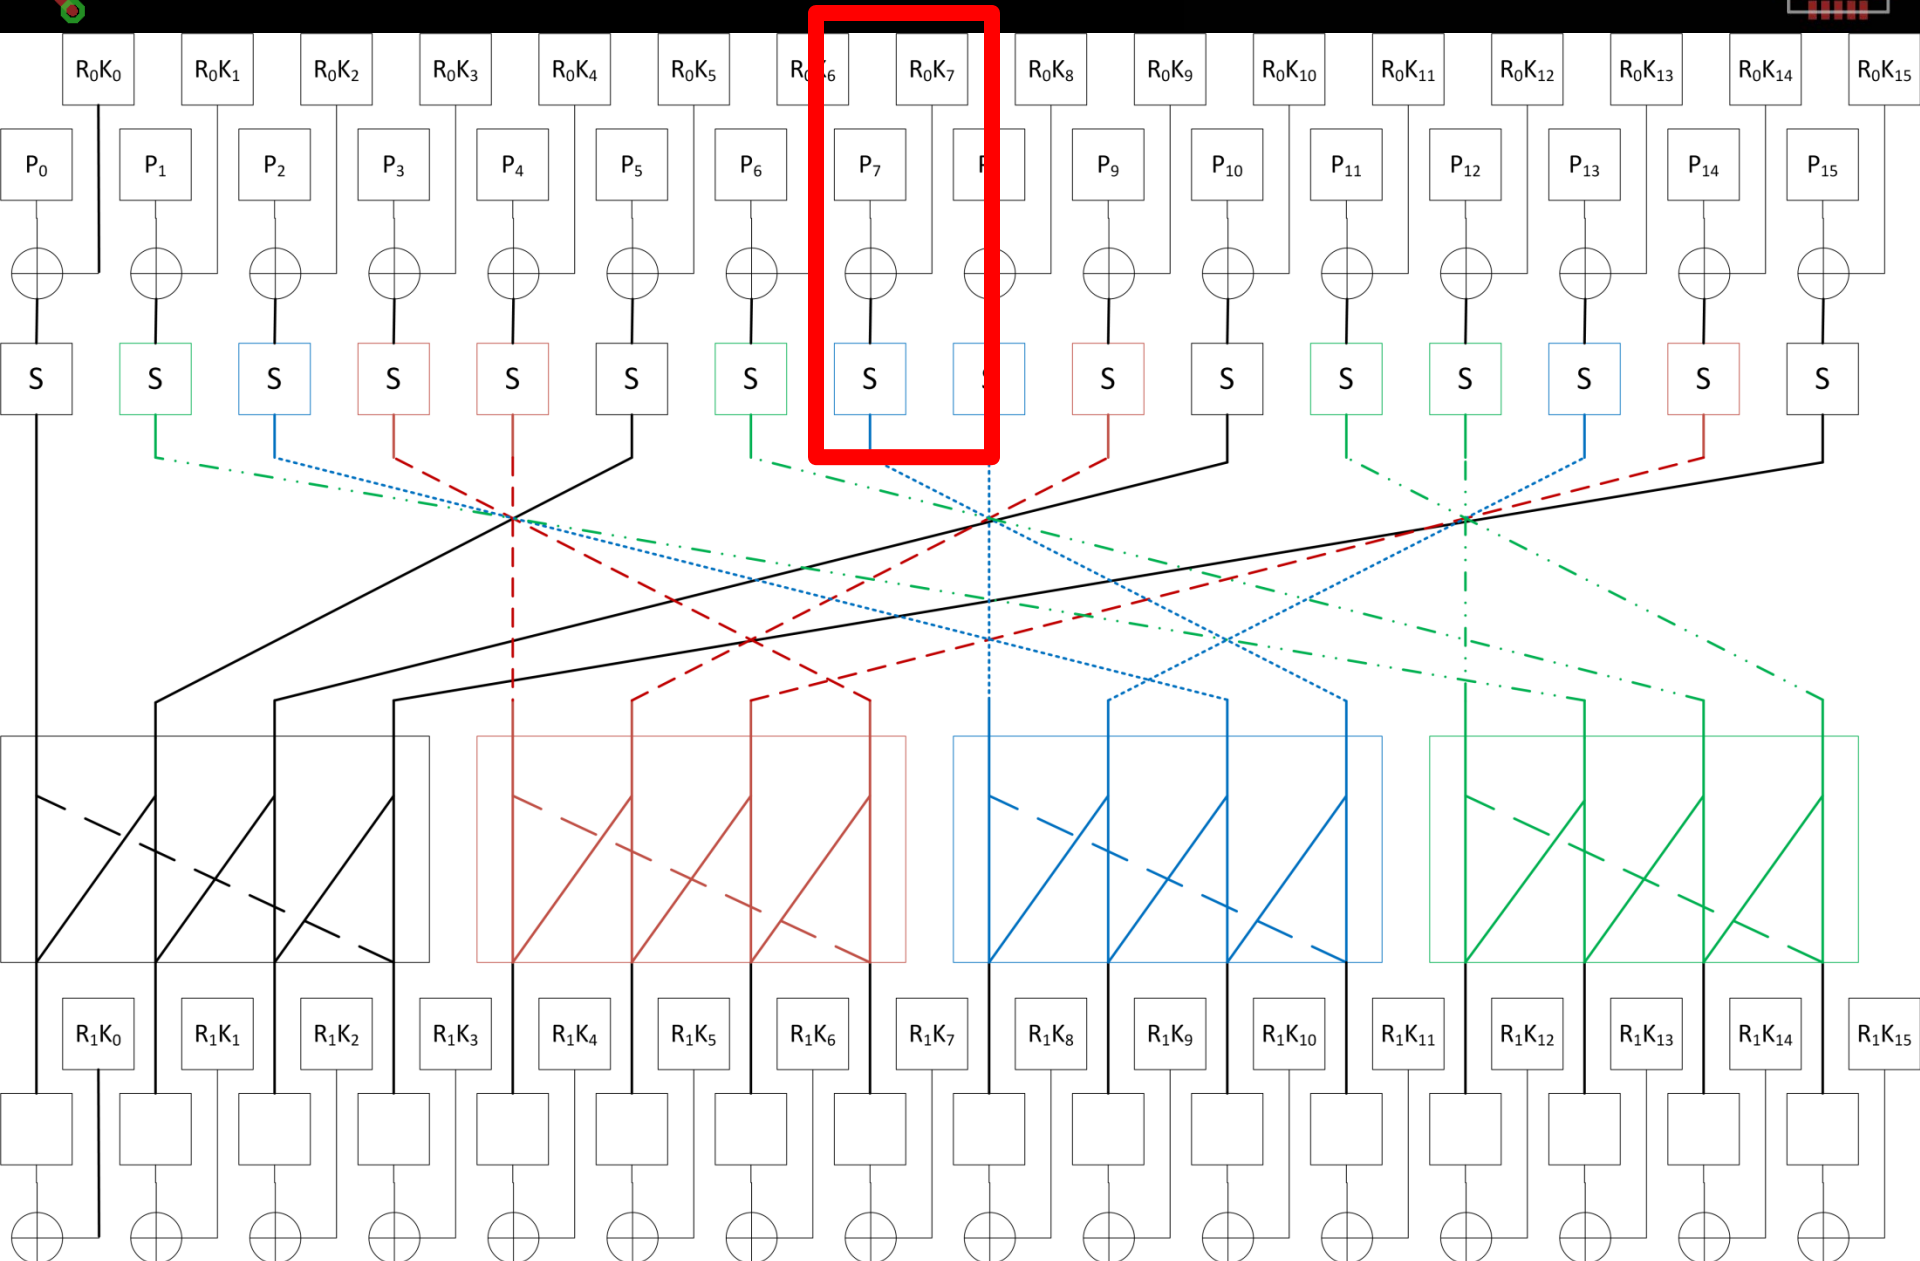 R₀K₀ R₀K₁ R₀K₂ R₀K₃ R₀K₄ R₀K₅ R₀K₆ R₀K₇ R₀K₈ R₀K₉ R₀K₁₀ R₀K₁₁ R₀K₁₂ R₀K₁₃ R₀K₁₄ R₀K₁₅
P₀ P₁ P₂ P₃ P₄ P₅ P₆ P₇ P P₉ P₁₀ P₁₁ P₁₂ P₁₃ P₁₄ P₁₅
S S S S S S S S S S S S S S S S
R₁K₀ R₁K₁ R₁K₂ R₁K₃ R₁K₄ R₁K₅ R₁K₆ R₁K₇ R₁K₈ R₁K₉ R₁K₁₀ R₁K₁₁ R₁K₁₂ R₁K₁₃ R₁K₁₄ R₁K₁₅